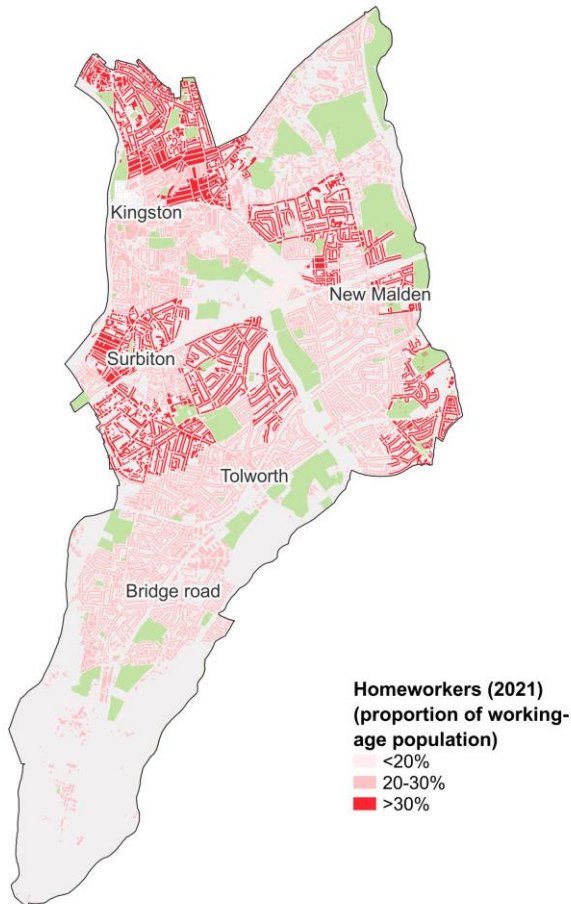 Kingston
New Malden
Surbiton
Tolworth
Bridge road
Homeworkers (2021)
(proportion of working-
age population)
<20%
20-30%
>30%